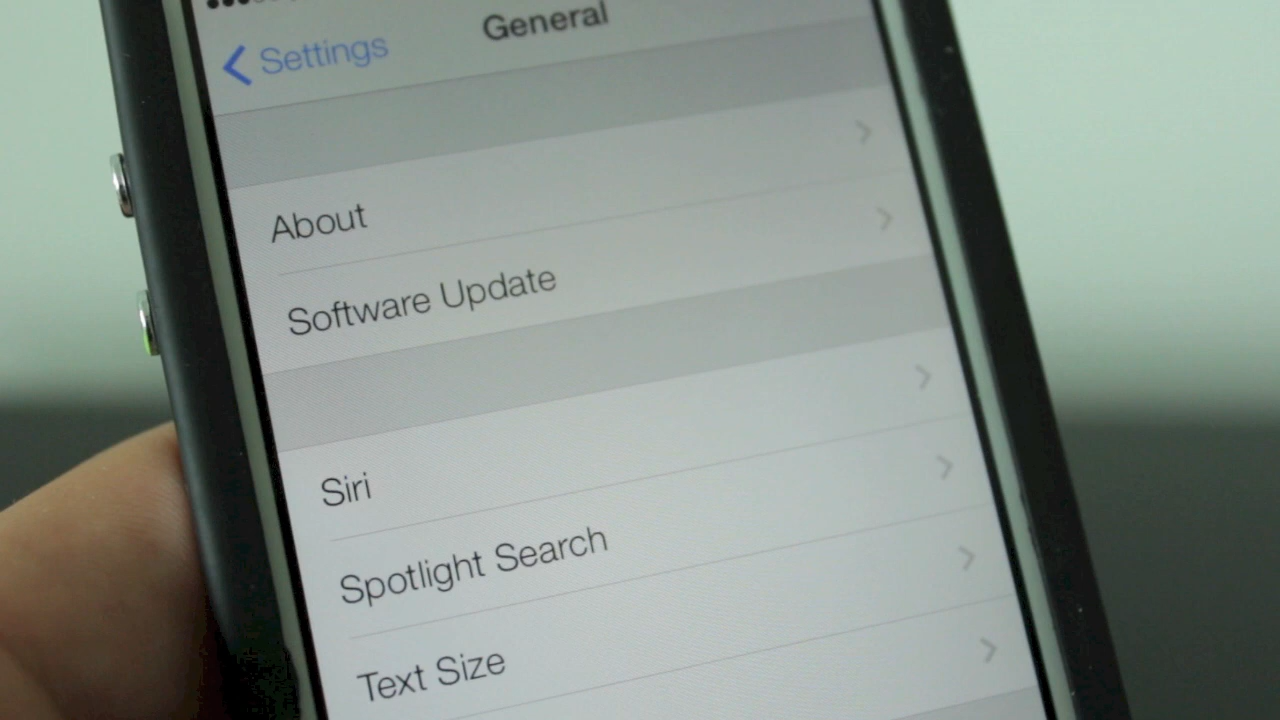 General
Settings
About
Software Update
Siri
Spotlight Search
Text Size